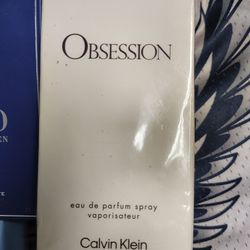 OBSESSION
eau de parfum spray
vaporisateur
Calvin Klein